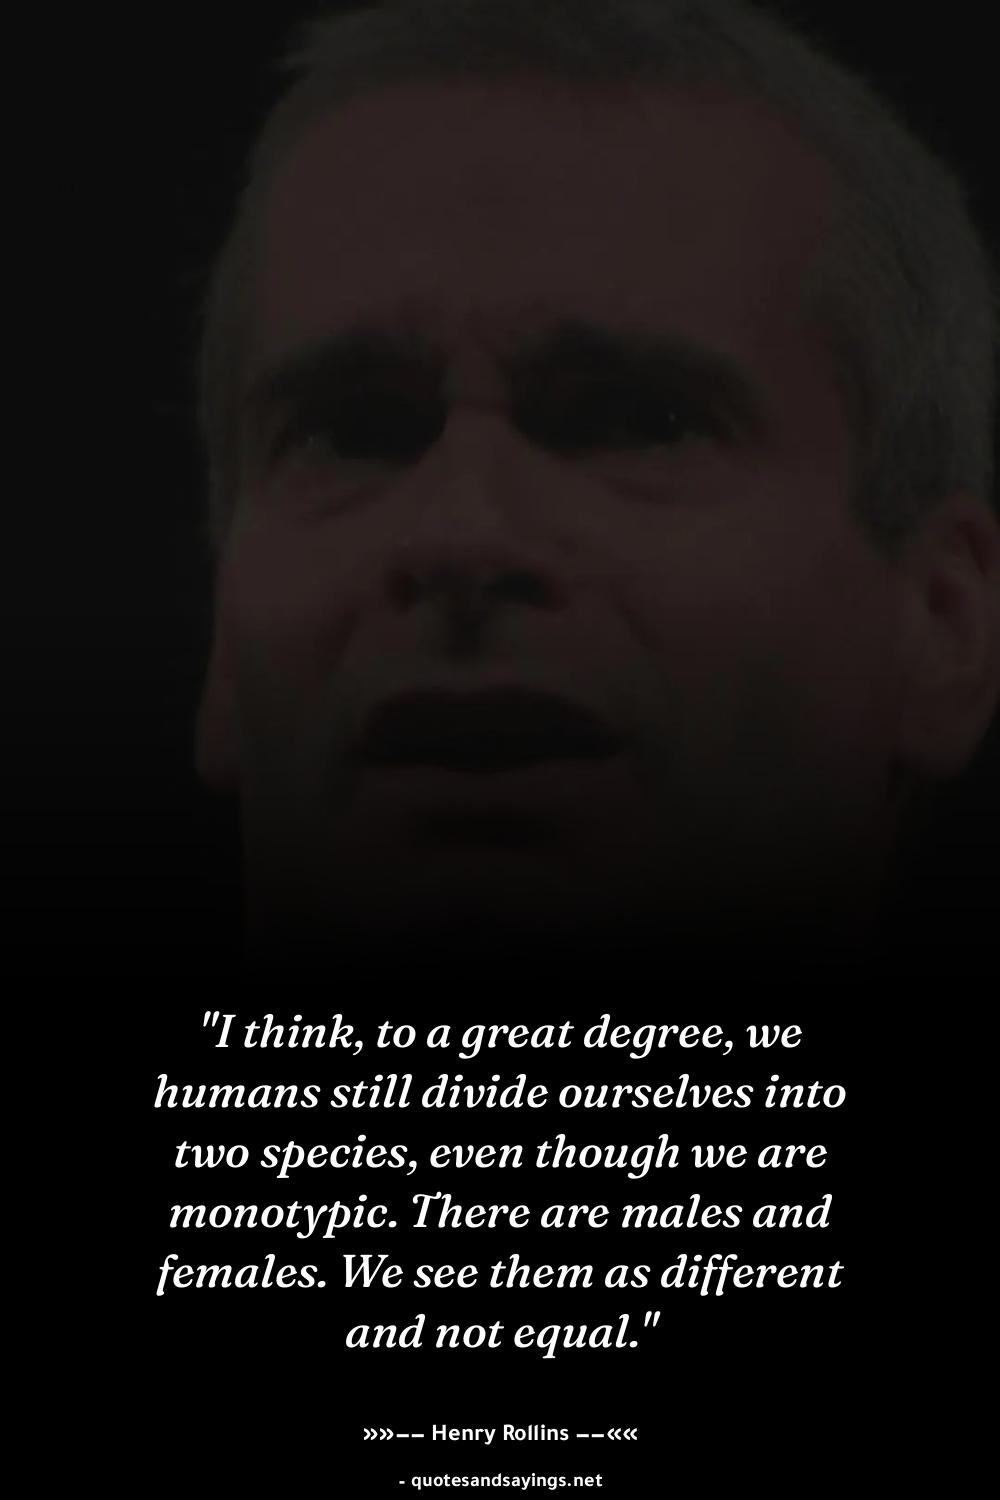 "I think, to a great degree, we
humans still divide ourselves into
two species, even though we are
monotypic. There are males and
females. We see them as different
and not equal."
»»–– Henry Rollins ––««
- quotesandsayings.net